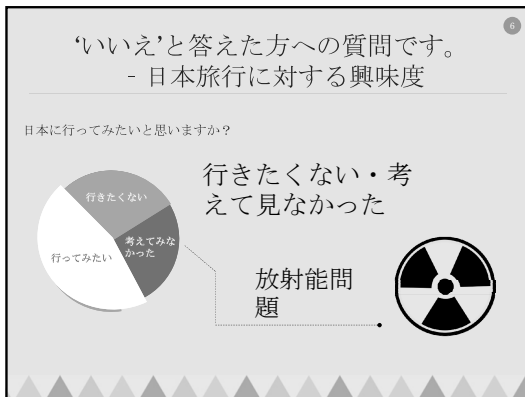 6
‘いいえ’と答えた方への質問です。
- 日本旅行に対する興味度
日本に行ってみたいと思いますか？
行きたくない・考
えて見なかった
行きたくない
考えてみな
かった
行ってみたい
放射能問
題